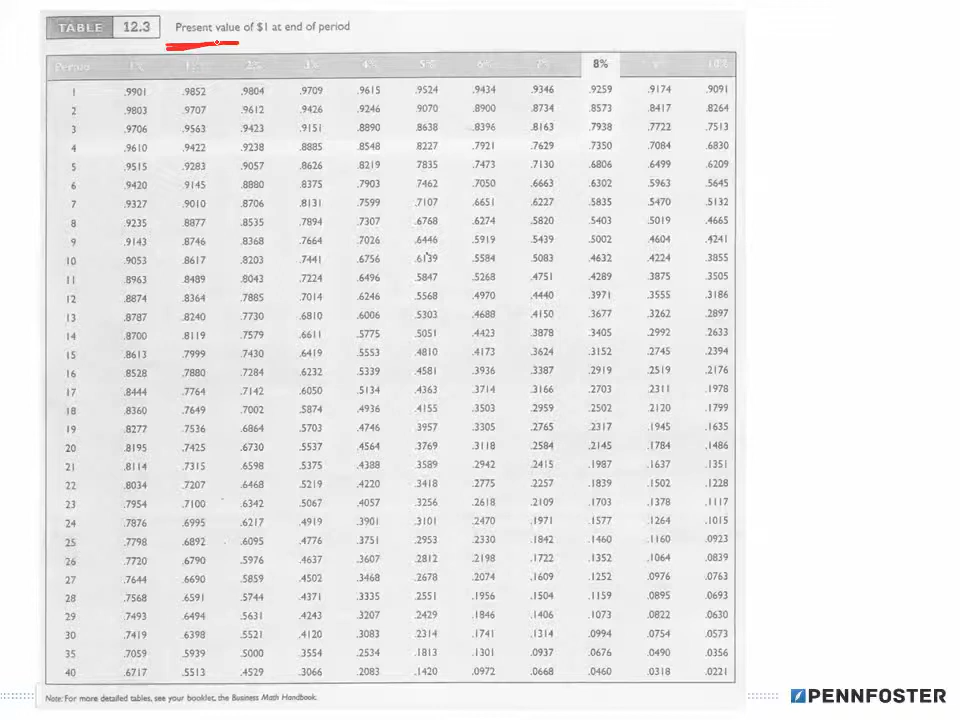 TABLE 12.3 Present value of $1 at end of period
Period 1% 1½% 2% 3% 4% 5% 6% 7% 8% 9% 10%
1 .9901 .9852 .9804 .9709 .9615 .9524 .9434 .9346 .9259 .9174 .9091
2 .9803 .9707 .9612 .9426 .9246 .9070 .8900 .8734 .8573 .8417 .8264
3 .9706 .9563 .9423 .9151 .8890 .8638 .8396 .8163 .7938 .7722 .7513
4 .9610 .9422 .9238 .8885 .8548 .8227 .7921 .7629 .7350 .7084 .6830
5 .9515 .9283 .9057 .8626 .8219 .7835 .7473 .7130 .6806 .6499 .6209
6 .9420 .9145 .8880 .8375 .7903 .7462 .7050 .6663 .6302 .5963 .5645
7 .9327 .9010 .8706 .8131 .7599 .7107 .6651 .6227 .5835 .5470 .5132
8 .9235 .8877 .8535 .7894 .7307 .6768 .6274 .5820 .5403 .5019 .4665
9 .9143 .8746 .8368 .7664 .7026 .6446 .5919 .5439 .5002 .4604 .4241
10 .9053 .8617 .8203 .7441 .6756 .6139 .5584 .5083 .4632 .4224 .3855
11 .8963 .8489 .8043 .7224 .6496 .5847 .5268 .4751 .4289 .3875 .3505
12 .8874 .8364 .7885 .7014 .6246 .5568 .4970 .4440 .3971 .3555 .3186
13 .8787 .8240 .7730 .6810 .6006 .5303 .4688 .4150 .3677 .3262 .2897
14 .8700 .8119 .7579 .6611 .5775 .5051 .4423 .3878 .3405 .2992 .2633
15 .8613 .7999 .7430 .6419 .5553 .4810 .4173 .3624 .3152 .2745 .2394
16 .8528 .7880 .7284 .6232 .5339 .4581 .3936 .3387 .2919 .2519 .2176
17 .8444 .7764 .7142 .6050 .5134 .4363 .3714 .3166 .2703 .2311 .1978
18 .8360 .7649 .7002 .5874 .4936 .4155 .3503 .2959 .2502 .2120 .1799
19 .8277 .7536 .6864 .5703 .4746 .3957 .3305 .2765 .2317 .1945 .1635
20 .8195 .7425 .6730 .5537 .4564 .3769 .3118 .2584 .2145 .1784 .1486
21 .8114 .7315 .6598 .5375 .4388 .3589 .2942 .2415 .1987 .1637 .1351
22 .8034 .7207 .6468 .5219 .4220 .3418 .2775 .2257 .1839 .1502 .1228
23 .7954 .7100 .6342 .5067 .4057 .3256 .2618 .2109 .1703 .1378 .1117
24 .7876 .6995 .6217 .4919 .3901 .3101 .2470 .1971 .1577 .1264 .1015
25 .7798 .6892 .6095 .4776 .3751 .2953 .2330 .1842 .1460 .1160 .0923
26 .7720 .6790 .5976 .4637 .3607 .2812 .2198 .1722 .1352 .1064 .0839
27 .7644 .6690 .5859 .4502 .3468 .2678 .2074 .1609 .1252 .0976 .0763
28 .7568 .6591 .5744 .4371 .3335 .2551 .1956 .1504 .1159 .0895 .0693
29 .7493 .6494 .5631 .4243 .3207 .2429 .1846 .1406 .1073 .0822 .0630
30 .7419 .6398 .5521 .4120 .3083 .2314 .1741 .1314 .0994 .0754 .0573
35 .7059 .5939 .5000 .3554 .2534 .1813 .1301 .0937 .0676 .0490 .0356
40 .6717 .5513 .4529 .3066 .2083 .1420 .0972 .0668 .0460 .0318 .0221
Note: For more detailed tables, see your booklet, the Business Math Handbook.
PENNFOSTER